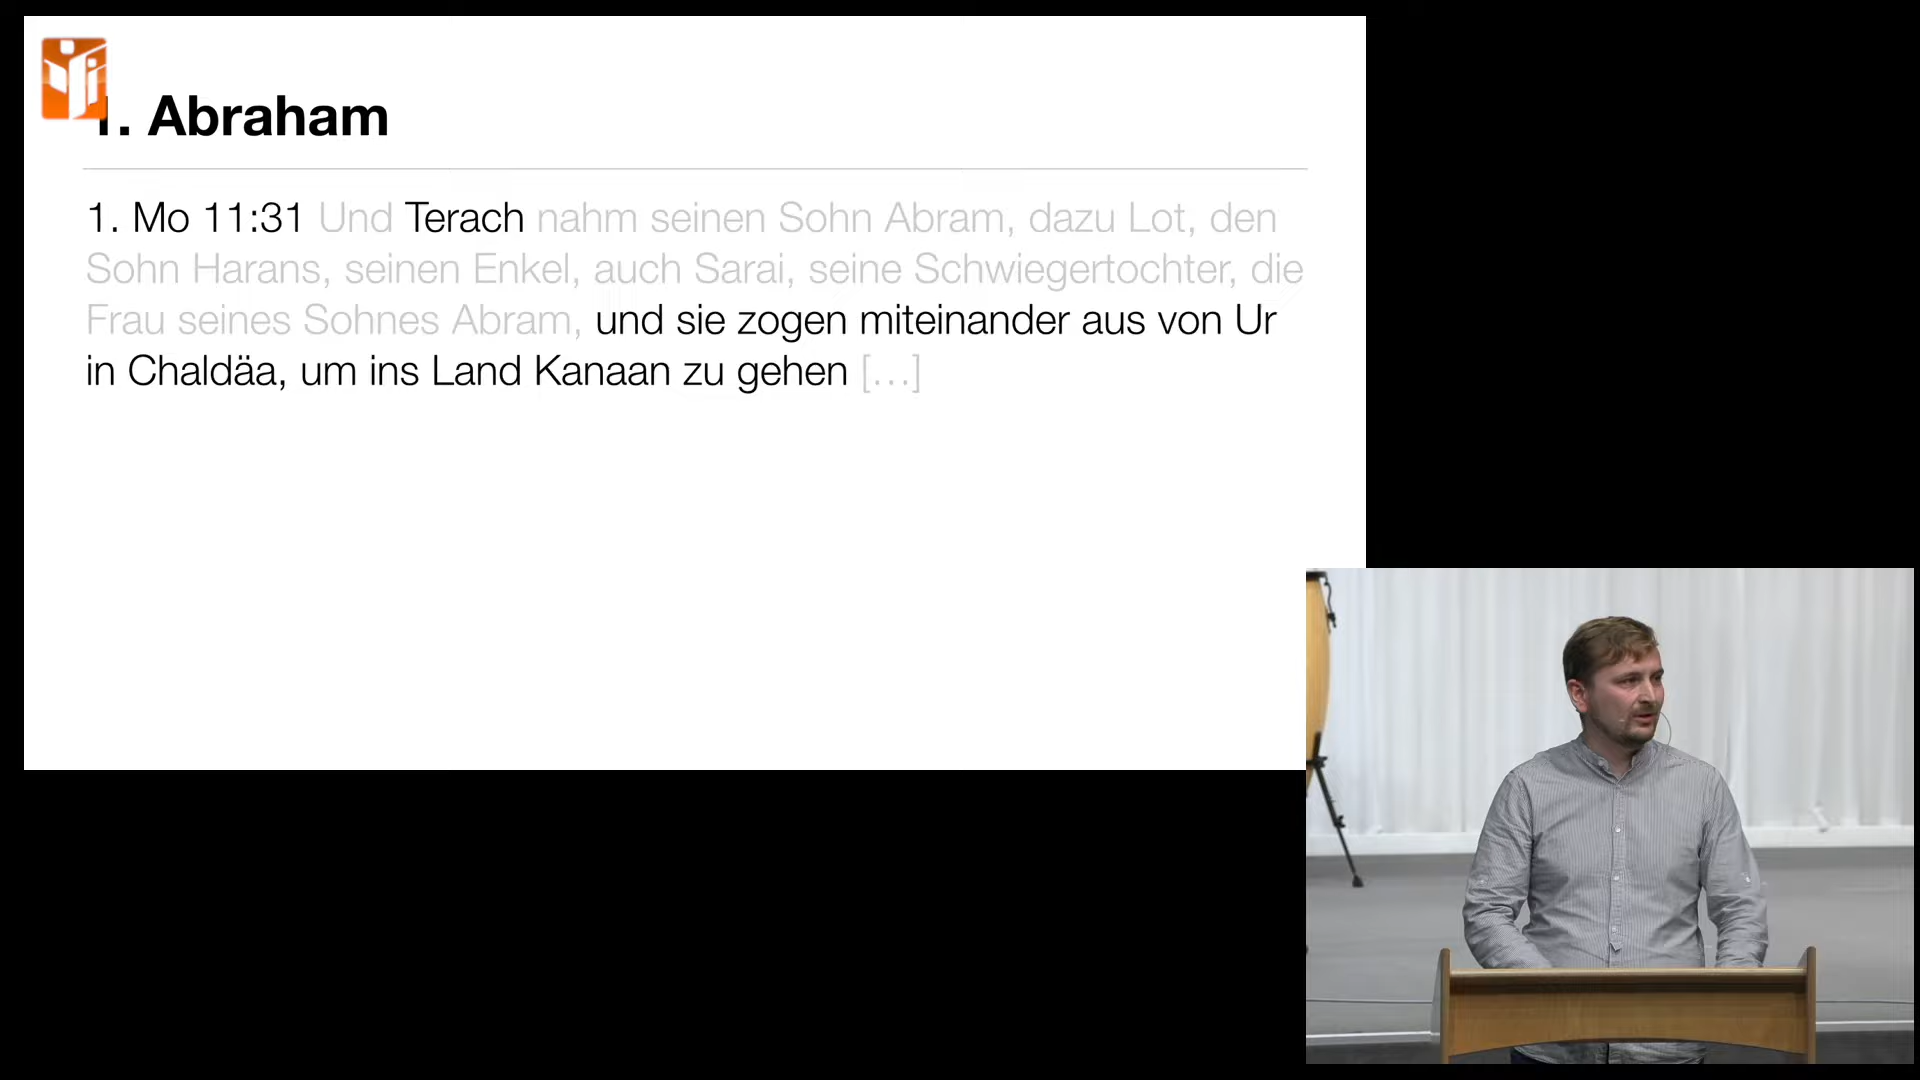 1. Abraham
1. Mo 11:31 Und Terach nahm seinen Sohn Abram, dazu Lot, den
Sohn Harans, seinen Enkel, auch Sarai, seine Schwiegertochter, die
Frau seines Sohnes Abram, und sie zogen miteinander aus von Ur
in Chaldäa, um ins Land Kanaan zu gehen […]